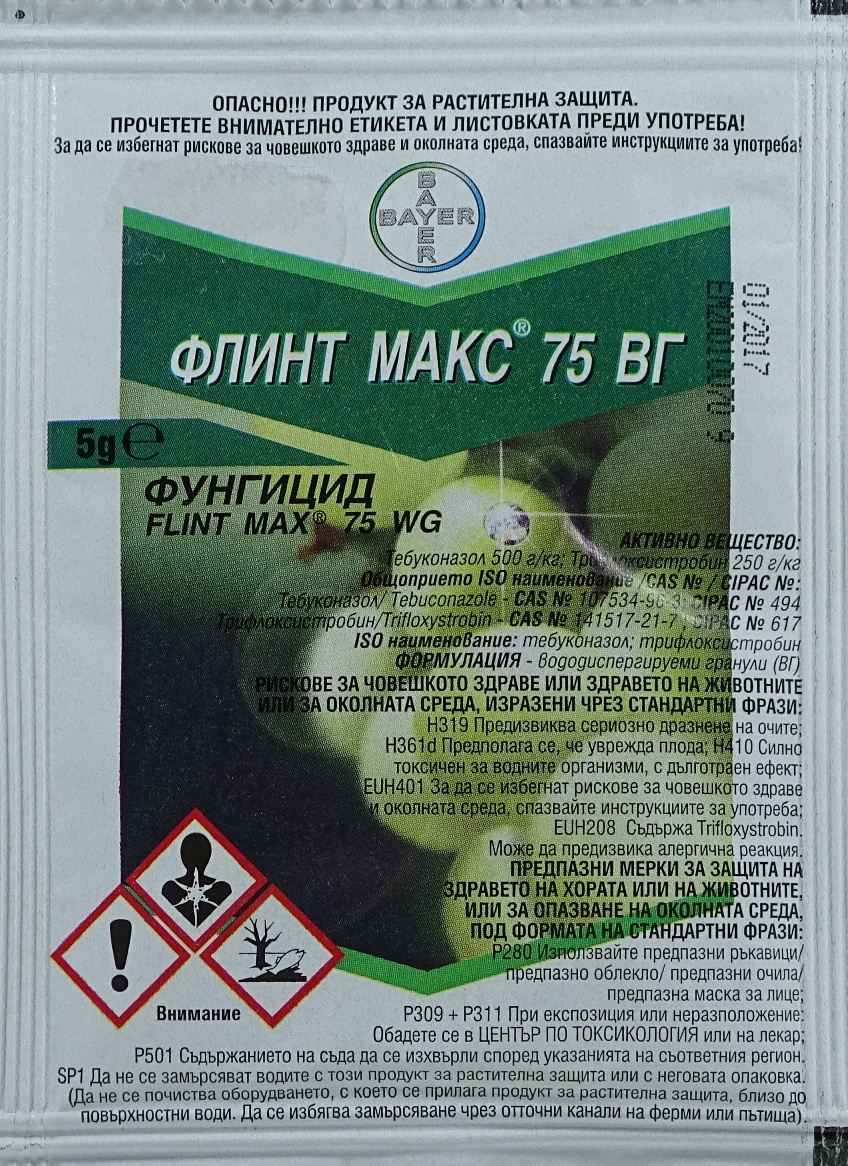 ОПАСНО!!! ПРОДУКТ ЗА РАСТИТЕЛНА ЗАЩИТА.
ПРОЧЕТЕТЕ ВНИМАТЕЛНО ЕТИКЕТА И ЛИСТОВКАТА ПРЕДИ УПОТРЕБА!
За да се избегнат рискове за човешкото здраве и околната среда, спазвайте инструкциите за употреба!
BAYER
BAYER
ФЛИНТ МАКС® 75 ВГ
01/2017
5g℮
ФУНГИЦИД
FLINT MAX® 75 WG
АКТИВНО ВЕЩЕСТВО:
Тебуконазол 500 г/кг; Трифлоксистробин 250 г/кг
Общоприето ISO наименование /CAS № / CIPAC №:
Тебуконазол/ Tebuconazole - CAS № 107534-96-3; CIPAC № 494
Трифлоксистробин/Trifloxystrobin - CAS № 141517-21-7 ; CIPAC № 617
ISO наименование: тебуконазол; трифлоксистробин
ФОРМУЛАЦИЯ - вододиспергируеми гранули (ВГ)
РИСКОВЕ ЗА ЧОВЕШКОТО ЗДРАВЕ ИЛИ ЗДРАВЕТО НА ЖИВОТНИТЕ
ИЛИ ЗА ОКОЛНАТА СРЕДА, ИЗРАЗЕНИ ЧРЕЗ СТАНДАРТНИ ФРАЗИ:
H319 Предизвиква сериозно дразнене на очите;
H361d Предполага се, че уврежда плода; H410 Силно
токсичен за водните организми, с дълготраен ефект;
EUH401 За да се избегнат рискове за човешкото здраве
и околната среда, спазвайте инструкциите за употреба;
EUH208 Съдържа Trifloxystrobin.
Може да предизвика алергична реакция.
ПРЕДПАЗНИ МЕРКИ ЗА ЗАЩИТА НА
ЗДРАВЕТО НА ХОРАТА ИЛИ НА ЖИВОТНИТЕ,
ИЛИ ЗА ОПАЗВАНЕ НА ОКОЛНАТА СРЕДА,
ПОД ФОРМАТА НА СТАНДАРТНИ ФРАЗИ:
P280 Използвайте предпазни ръкавици/
предпазно облекло/ предпазни очила/
предпазна маска за лице;
Внимание
P309 + P311 При експозиция или неразположение:
Обадете се в ЦЕНТЪР ПО ТОКСИКОЛОГИЯ или на лекар;
P501 Съдържанието на съда да се изхвърли според указанията на съответния регион.
SP1 Да не се замърсяват водите с този продукт за растителна защита или с неговата опаковка.
(Да не се почиства оборудването, с което се прилага продукт за растителна защита, близо до
повърхностни води. Да се избягва замърсяване чрез отточни канали на ферми или пътища).